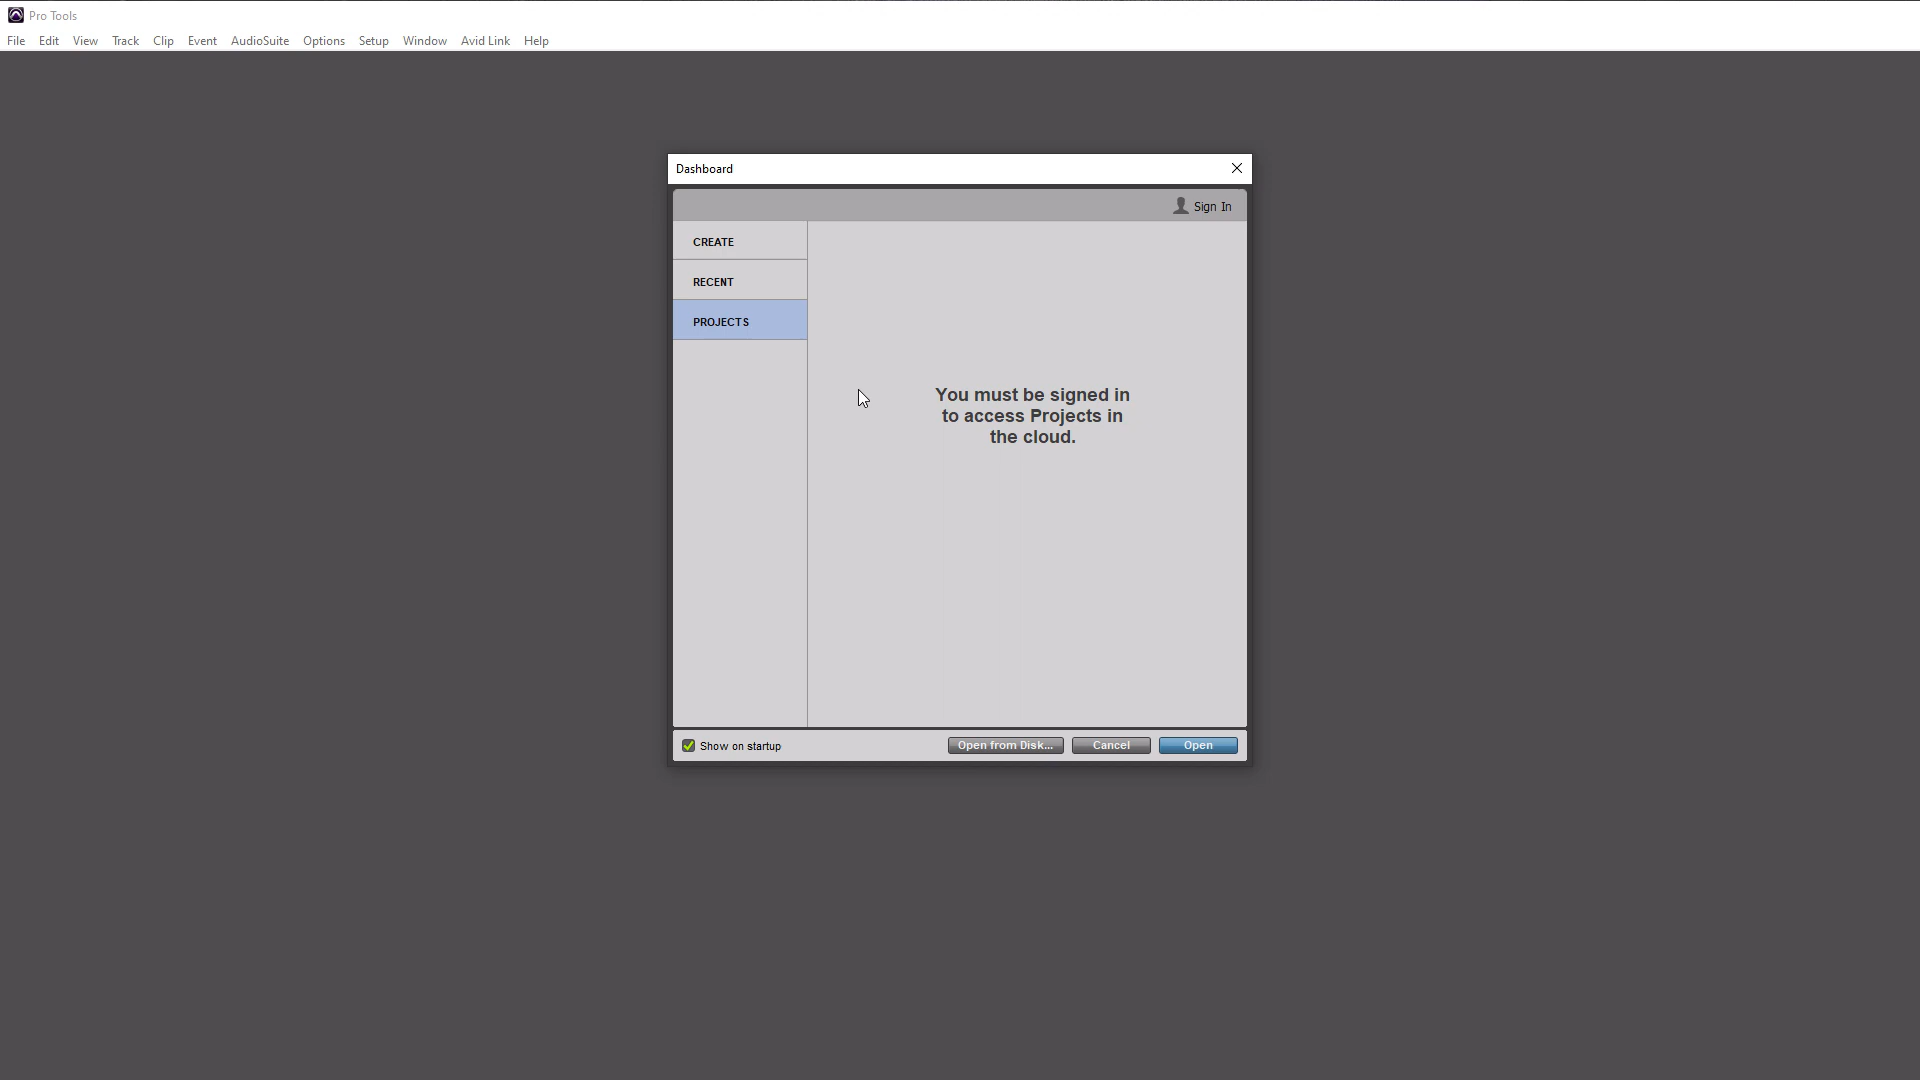 Pro Tools
File Edit View Track Clip Event AudioSuite Options Setup Window Avid Link Help
Dashboard
Sign In
CREATE
RECENT
PROJECTS
You must be signed in
to access Projects in
the cloud.
Show on startup
Open from Disk...
Cancel
Open